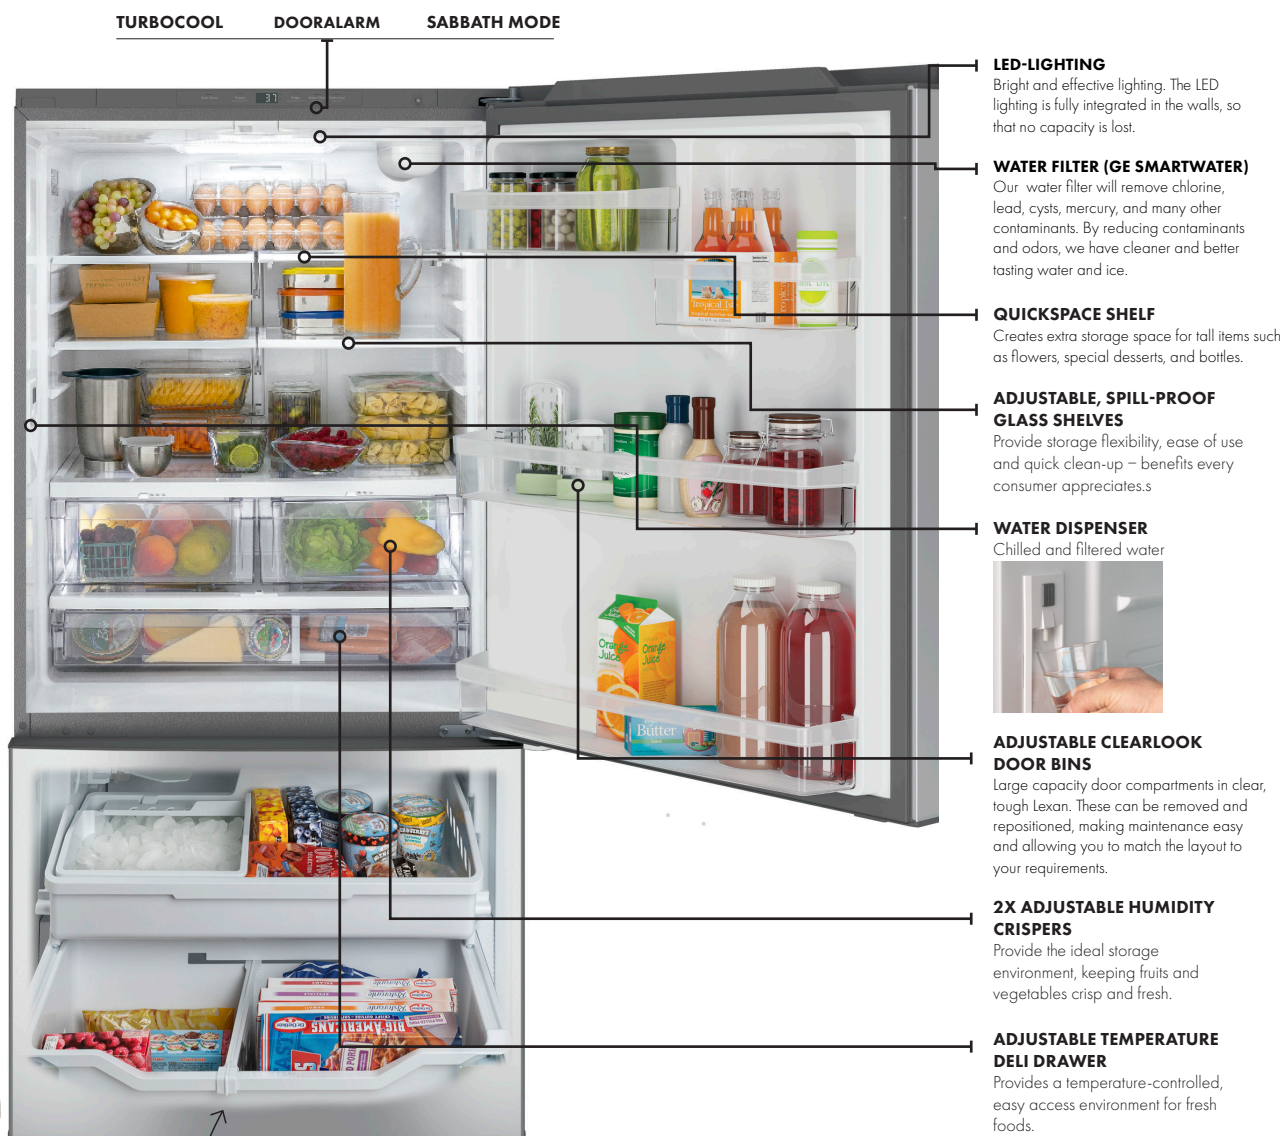 TURBOCOOL DOORALARM SABBATH MODE
37
LED-LIGHTING
Bright and effective lighting. The LED
lighting is fully integrated in the walls, so
that no capacity is lost.
WATER FILTER (GE SMARTWATER)
Our water filter will remove chlorine,
lead, cysts, mercury, and many other
contaminants. By reducing contaminants
and odors, we have cleaner and better
tasting water and ice.
QUICKSPACE SHELF
Creates extra storage space for tall items such
as flowers, special desserts, and bottles.
ADJUSTABLE, SPILL-PROOF
GLASS SHELVES
Provide storage flexibility, ease of use
and quick clean-up – benefits every
consumer appreciates.s
WATER DISPENSER
Chilled and filtered water
ADJUSTABLE CLEARLOOK
DOOR BINS
Large capacity door compartments in clear,
tough Lexan. These can be removed and
repositioned, making maintenance easy
and allowing you to match the layout to
your requirements.
2X ADJUSTABLE HUMIDITY
CRISPERS
Provide the ideal storage
environment, keeping fruits and
vegetables crisp and fresh.
ADJUSTABLE TEMPERATURE
DELI DRAWER
Provides a temperature-controlled,
easy access environment for fresh
foods.
Orange
Juice
Orange
Juice
Butter
BIG AMERICANS
Ristorante